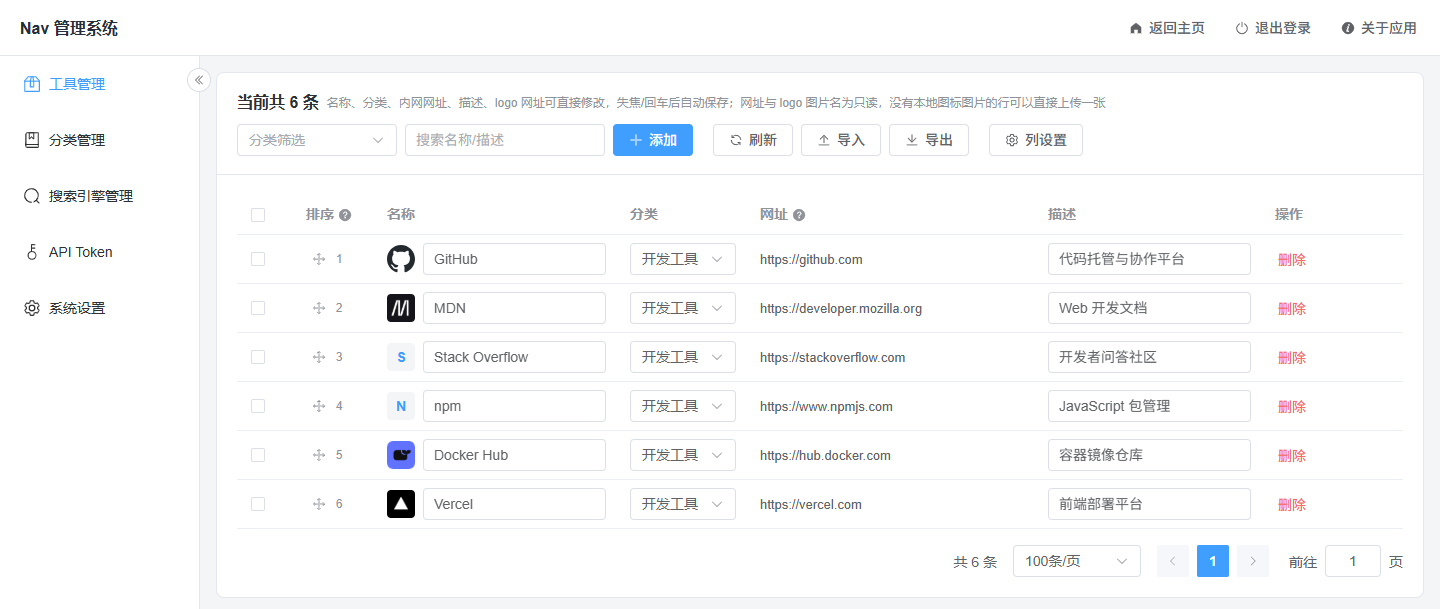 Nav 管理系统
返回主页 退出登录 关于应用
工具管理
分类管理
搜索引擎管理
API Token
系统设置
当前共 6 条 名称、分类、内网网址、描述、logo 网址可直接修改，失焦/回车后自动保存；网址与 logo 图片名为只读，没有本地图标图片的行可以直接上传一张
分类筛选 搜索名称/描述 添加 刷新 导入 导出 列设置
排序 名称 分类 网址 描述 操作
1 GitHub 开发工具 https://github.com 代码托管与协作平台 删除
2 MDN 开发工具 https://developer.mozilla.org Web 开发文档 删除
3 S Stack Overflow 开发工具 https://stackoverflow.com 开发者问答社区 删除
4 N npm 开发工具 https://www.npmjs.com JavaScript 包管理 删除
5 Docker Hub 开发工具 https://hub.docker.com 容器镜像仓库 删除
6 Vercel 开发工具 https://vercel.com 前端部署平台 删除
共 6 条 100条/页 1 前往 1 页